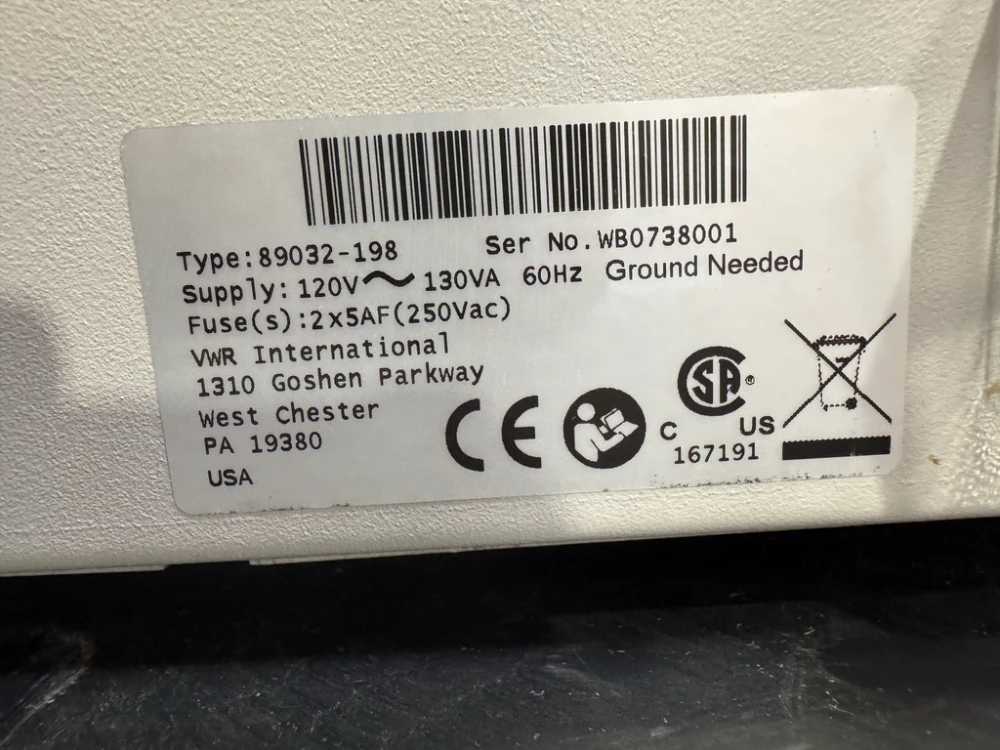 Type:89032-198 Ser No.WB0738001
Supply:120V〜 130VA 60Hz Ground Needed
Fuse(s):2x5AF(250Vac)
VWR International
1310 Goshen Parkway
West Chester
PA 19380
USA
CE
SA®
C US
167191